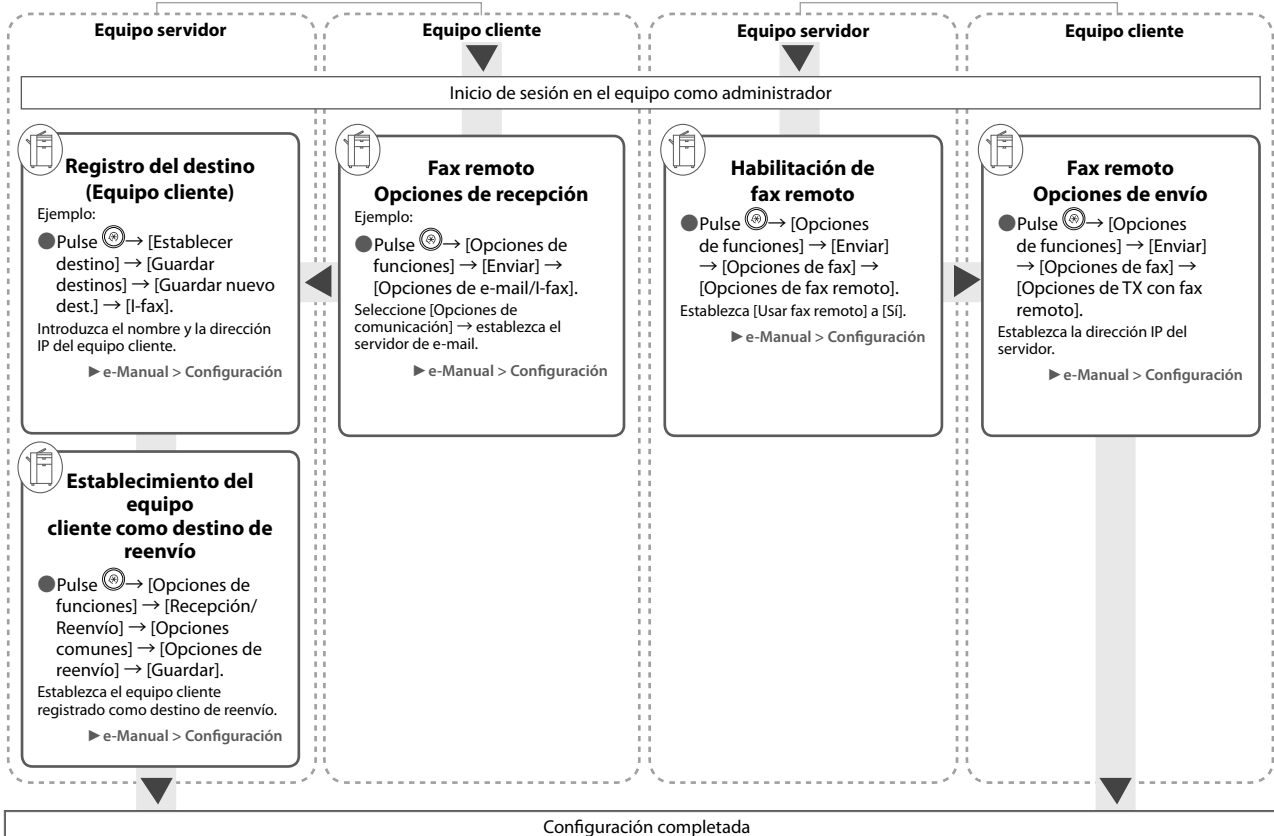 Equipo servidor
Equipo cliente
Equipo servidor
Equipo cliente
Inicio de sesión en el equipo como administrador
Registro del destino
(Equipo cliente)
Ejemplo:
●Pulse → [Establecer
destino] → [Guardar
destinos] → [Guardar nuevo
dest.] → [I-fax].
Introduzca el nombre y la dirección
IP del equipo cliente.
►e-Manual > Configuración
Fax remoto
Opciones de recepción
Ejemplo:
●Pulse → [Opciones de
funciones] → [Enviar] →
[Opciones de e-mail/I-fax].
Seleccione [Opciones de
comunicación] → establezca el
servidor de e-mail.
►e-Manual > Configuración
Habilitación de
fax remoto
●Pulse → [Opciones
de funciones] → [Enviar]
→ [Opciones de fax] →
[Opciones de fax remoto].
Establezca [Usar fax remoto] a [Sí].
►e-Manual > Configuración
Fax remoto
Opciones de envío
●Pulse → [Opciones
de funciones] → [Enviar]
→ [Opciones de fax] →
[Opciones de TX con fax
remoto].
Establezca la dirección IP del
servidor.
►e-Manual > Configuración
Establecimiento del
equipo
cliente como destino de
reenvío
●Pulse → [Opciones de
funciones] → [Recepción/
Reenvío] → [Opciones
comunes] → [Opciones de
reenvío] → [Guardar].
Establezca el equipo cliente
registrado como destino de reenvío.
►e-Manual > Configuración
Configuración completada